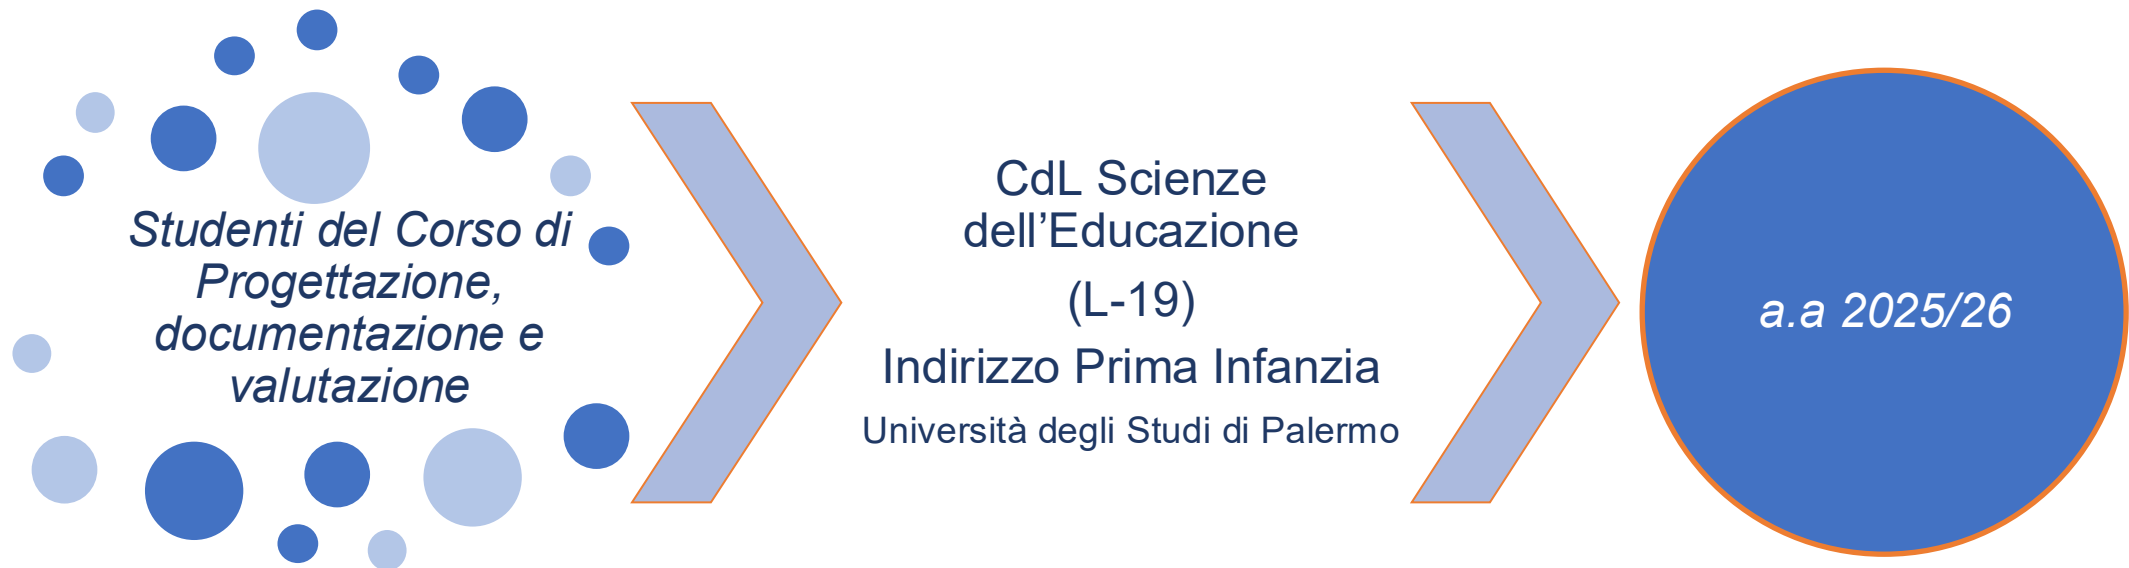 Studenti del Corso di
Progettazione,
documentazione e
valutazione
CdL Scienze
dell’Educazione
(L-19)
Indirizzo Prima Infanzia
Università degli Studi di Palermo
a.a 2025/26